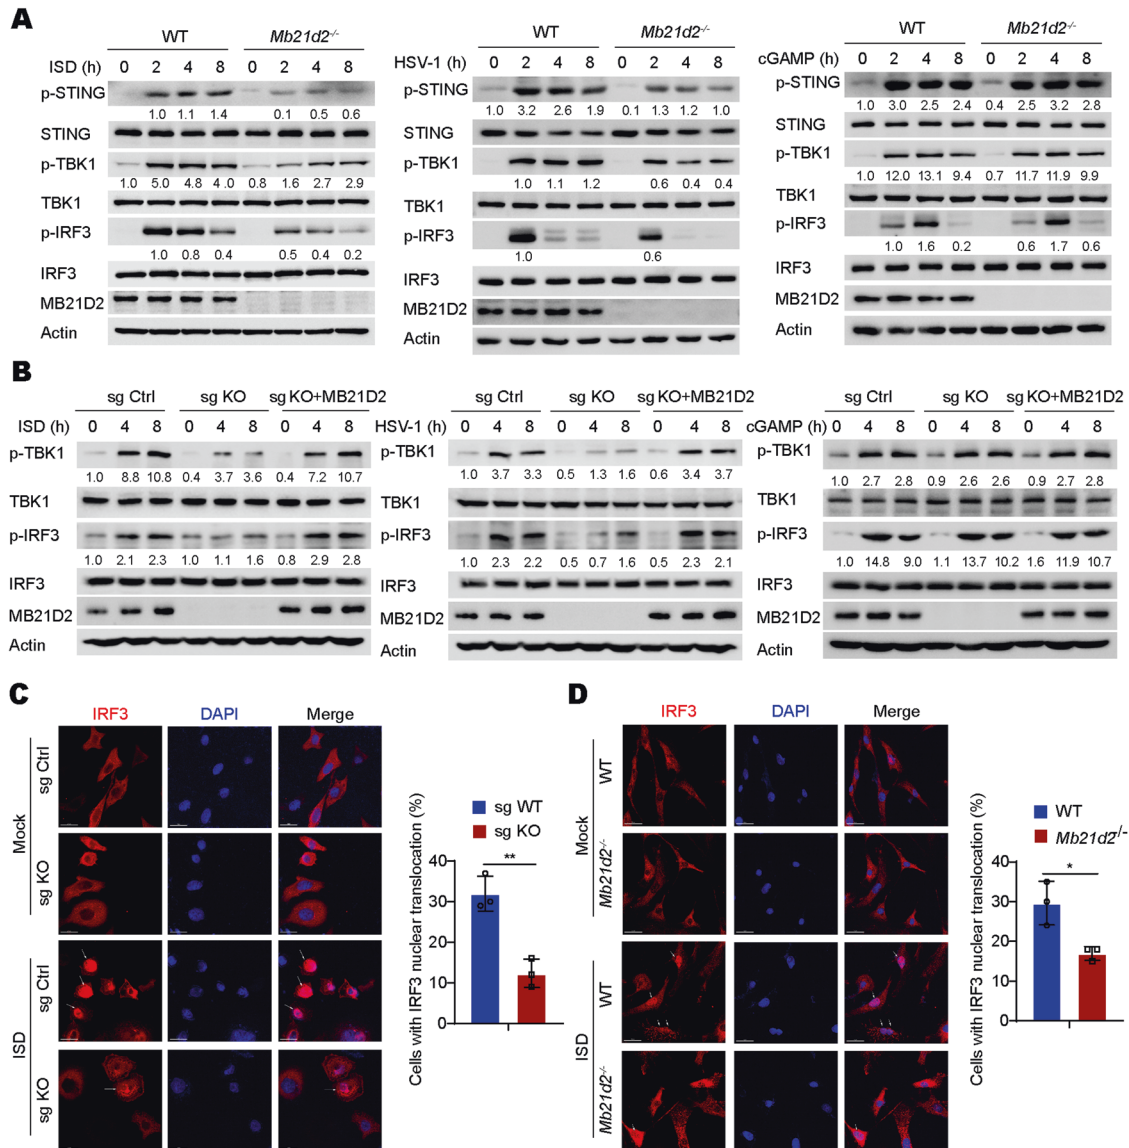 A
WT Mb21d2-/-
ISD (h) 0 2 4 8 0 2 4 8
p-STING
1.0 1.1 1.4 0.1 0.5 0.6
STING
p-TBK1
1.0 5.0 4.8 4.0 0.8 1.6 2.7 2.9
TBK1
p-IRF3
1.0 0.8 0.4 0.5 0.4 0.2
IRF3
MB21D2
Actin
WT Mb21d2-/-
HSV-1 (h) 0 2 4 8 0 2 4 8
p-STING
1.0 3.2 2.6 1.9 0.1 1.3 1.2 1.0
STING
p-TBK1
1.0 1.1 1.2 0.6 0.4 0.4
TBK1
p-IRF3
1.0 0.6
IRF3
MB21D2
Actin
WT Mb21d2-/-
cGAMP (h) 0 2 4 8 0 2 4 8
p-STING
1.0 3.0 2.5 2.4 0.4 2.5 3.2 2.8
STING
p-TBK1
1.0 12.0 13.1 9.4 0.7 11.7 11.9 9.9
TBK1
p-IRF3
1.0 1.6 0.2 0.6 1.7 0.6
IRF3
MB21D2
Actin
B
sg Ctrl sg KO sg KO+MB21D2
ISD (h) 0 4 8 0 4 8 0 4 8
p-TBK1
1.0 8.8 10.8 0.4 3.7 3.6 0.4 7.2 10.7
TBK1
p-IRF3
1.0 2.1 2.3 1.0 1.1 1.6 0.8 2.9 2.8
IRF3
MB21D2
Actin
sg Ctrl sg KO sg KO+MB21D2
HSV-1 (h) 0 4 8 0 4 8 0 4 8
p-TBK1
1.0 3.7 3.3 0.5 1.3 1.6 0.6 3.4 3.7
TBK1
p-IRF3
1.0 2.3 2.2 0.5 0.7 1.6 0.5 2.3 2.1
IRF3
MB21D2
Actin
sg Ctrl sg KO sg KO+MB21D2
cGAMP (h) 0 4 8 0 4 8 0 4 8
p-TBK1
1.0 2.7 2.8 0.9 2.6 2.6 0.9 2.7 2.8
TBK1
p-IRF3
1.0 14.8 9.0 1.1 13.7 10.2 1.6 11.9 10.7
IRF3
MB21D2
Actin
C
IRF3 DAPI Merge
Mock
sg Ctrl
sg KO
ISD
sg Ctrl
sg KO
Cells with IRF3 nuclear translocation (%)
sg WT
sg KO
**
40
30
20
10
0
D
IRF3 DAPI Merge
Mock
WT
Mb21d2-/-
ISD
WT
Mb21d2-/-
Cells with IRF3 nuclear translocation (%)
WT
Mb21d2-/-
*
40
30
20
10
0